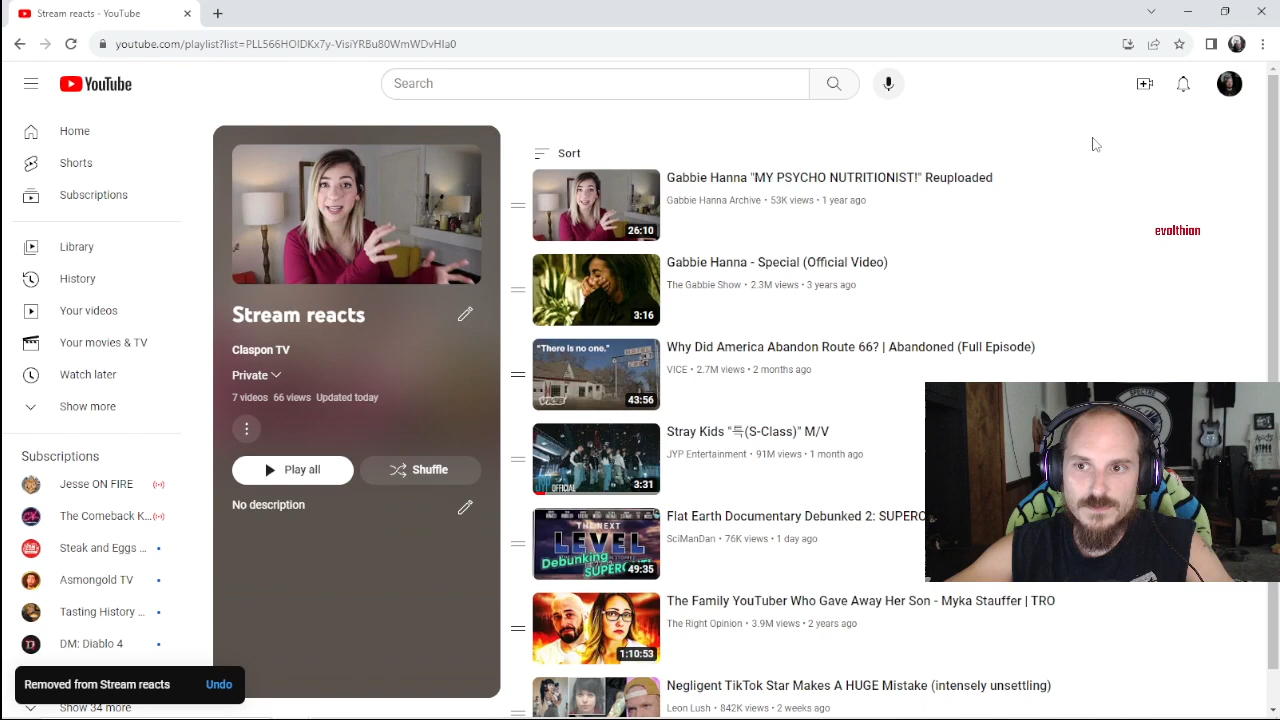 Stream reacts - YouTube
youtube.com/playlist?list=PLL566HOIDKx7y-VisiYRBu80WmWDvHIa0
YouTube
Search
Home
Shorts
Subscriptions
Library
History
Your videos
Your movies & TV
Watch later
Show more
Subscriptions
Jesse ON FIRE
The Comeback K...
Steak and Eggs ...
Asmongold TV
Tasting History ...
DM: Diablo 4
Show 34 more
Removed from Stream reacts
Undo
Stream reacts
Claspon TV
Private
7 videos 66 views Updated today
Play all
Shuffle
No description
Sort
26:10
Gabbie Hanna "MY PSYCHO NUTRITIONIST!" Reuploaded
Gabbie Hanna Archive • 53K views • 1 year ago
3:16
Gabbie Hanna - Special (Official Video)
The Gabbie Show • 2.3M views • 3 years ago
"There is no one."
VICE
43:56
Why Did America Abandon Route 66? | Abandoned (Full Episode)
VICE • 2.7M views • 2 months ago
OFFICIAL
3:31
Stray Kids "특(S-Class)" M/V
JYP Entertainment • 91M views • 1 month ago
THE NEXT
LEVEL
Debunking
49:35
Flat Earth Documentary Debunked 2: SUPERC
SciManDan • 76K views • 1 day ago
1:10:53
The Family YouTuber Who Gave Away Her Son - Myka Stauffer | TRO
The Right Opinion • 3.9M views • 2 years ago
Negligent TikTok Star Makes A HUGE Mistake (intensely unsettling)
Leon Lush • 842K views • 2 weeks ago
evolthion
SPECTRE